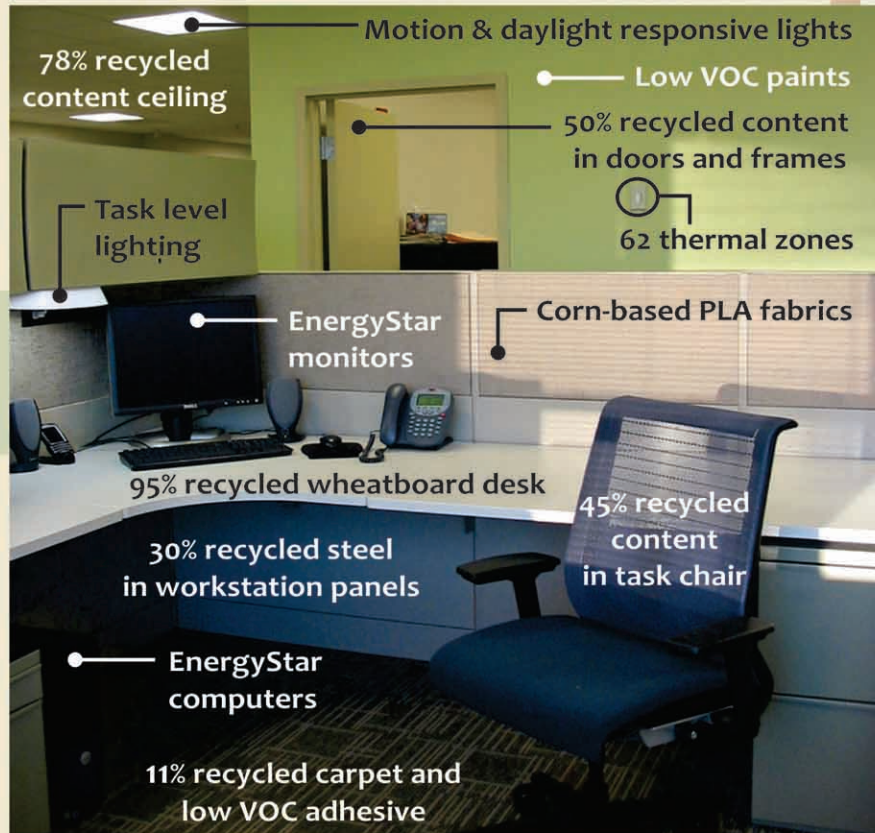 Motion & daylight responsive lights
78% recycled
content ceiling
Low VOC paints
50% recycled content
in doors and frames
Task level
lighting
62 thermal zones
EnergyStar
monitors
Corn-based PLA fabrics
95% recycled wheatboard desk
45% recycled
content
in task chair
30% recycled steel
in workstation panels
EnergyStar
computers
11% recycled carpet and
low VOC adhesive